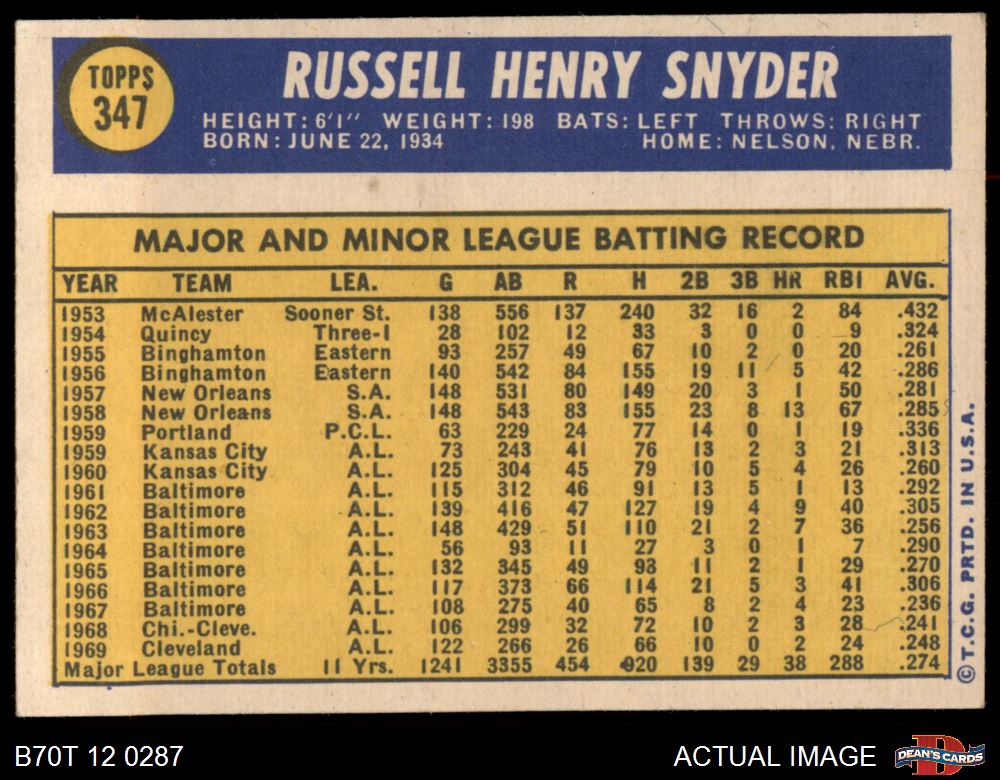 TOPPS
347
RUSSELL HENRY SNYDER
HEIGHT: 6'1" WEIGHT: 198 BATS: LEFT THROWS: RIGHT
BORN: JUNE 22, 1934 HOME: NELSON, NEBR.
MAJOR AND MINOR LEAGUE BATTING RECORD
YEAR TEAM LEA. G AB R H 2B 3B HR RBI AVG.
1953 McAlester Sooner St. 138 556 137 240 32 16 2 84 .432
1954 Quincy Three-I 28 102 12 33 3 0 0 9 .324
1955 Binghamton Eastern 93 257 49 67 10 2 0 20 .261
1956 Binghamton Eastern 140 542 84 155 19 11 5 42 .286
1957 New Orleans S.A. 148 531 80 149 20 3 1 50 .281
1958 New Orleans S.A. 148 543 83 155 23 8 13 67 .285
1959 Portland P.C.L. 63 229 24 77 14 0 1 19 .336
1959 Kansas City A.L. 73 243 41 76 13 2 3 21 .313
1960 Kansas City A.L. 125 304 45 79 10 5 4 26 .260
1961 Baltimore A.L. 115 312 46 91 13 5 1 13 .292
1962 Baltimore A.L. 139 416 47 127 19 4 9 40 .305
1963 Baltimore A.L. 148 429 51 110 21 2 7 36 .256
1964 Baltimore A.L. 56 93 11 27 3 0 1 7 .290
1965 Baltimore A.L. 132 345 49 93 11 2 1 29 .270
1966 Baltimore A.L. 117 373 66 114 21 5 3 41 .306
1967 Baltimore A.L. 108 275 40 65 8 2 4 23 .236
1968 Chi.-Cleve. A.L. 106 299 32 72 10 2 3 28 .241
1969 Cleveland A.L. 122 266 26 66 10 0 2 24 .248
Major League Totals 11 Yrs. 1241 3355 454 920 139 29 38 288 .274
© T.C.G. PRTD. IN U.S.A.
B70T 12 0287 ACTUAL IMAGE
DEAN'S CARDS